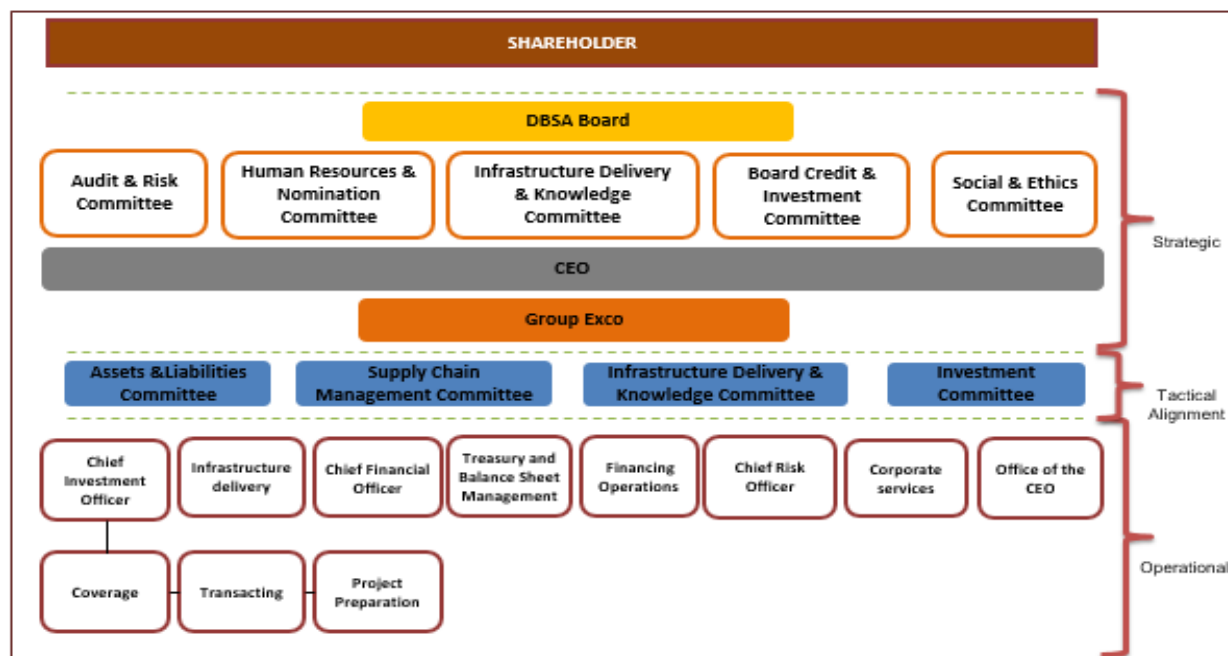 SHAREHOLDER
DBSA Board
Audit & Risk
Committee
Human Resources &
Nomination
Committee
Infrastructure Delivery
& Knowledge
Committee
Board Credit &
Investment
Committee
Social & Ethics
Committee
Strategic
CEO
Group Exco
Assets &Liabilities
Committee
Supply Chain
Management Committee
Infrastructure Delivery &
Knowledge Committee
Investment
Committee
Tactical
Alignment
Chief
Investment
Officer
Infrastructure
delivery
Chief Financial
Officer
Treasury and
Balance Sheet
Management
Financing
Operations
Chief Risk
Officer
Corporate
services
Office of the
CEO
Operational
Coverage
Transacting
Project
Preparation